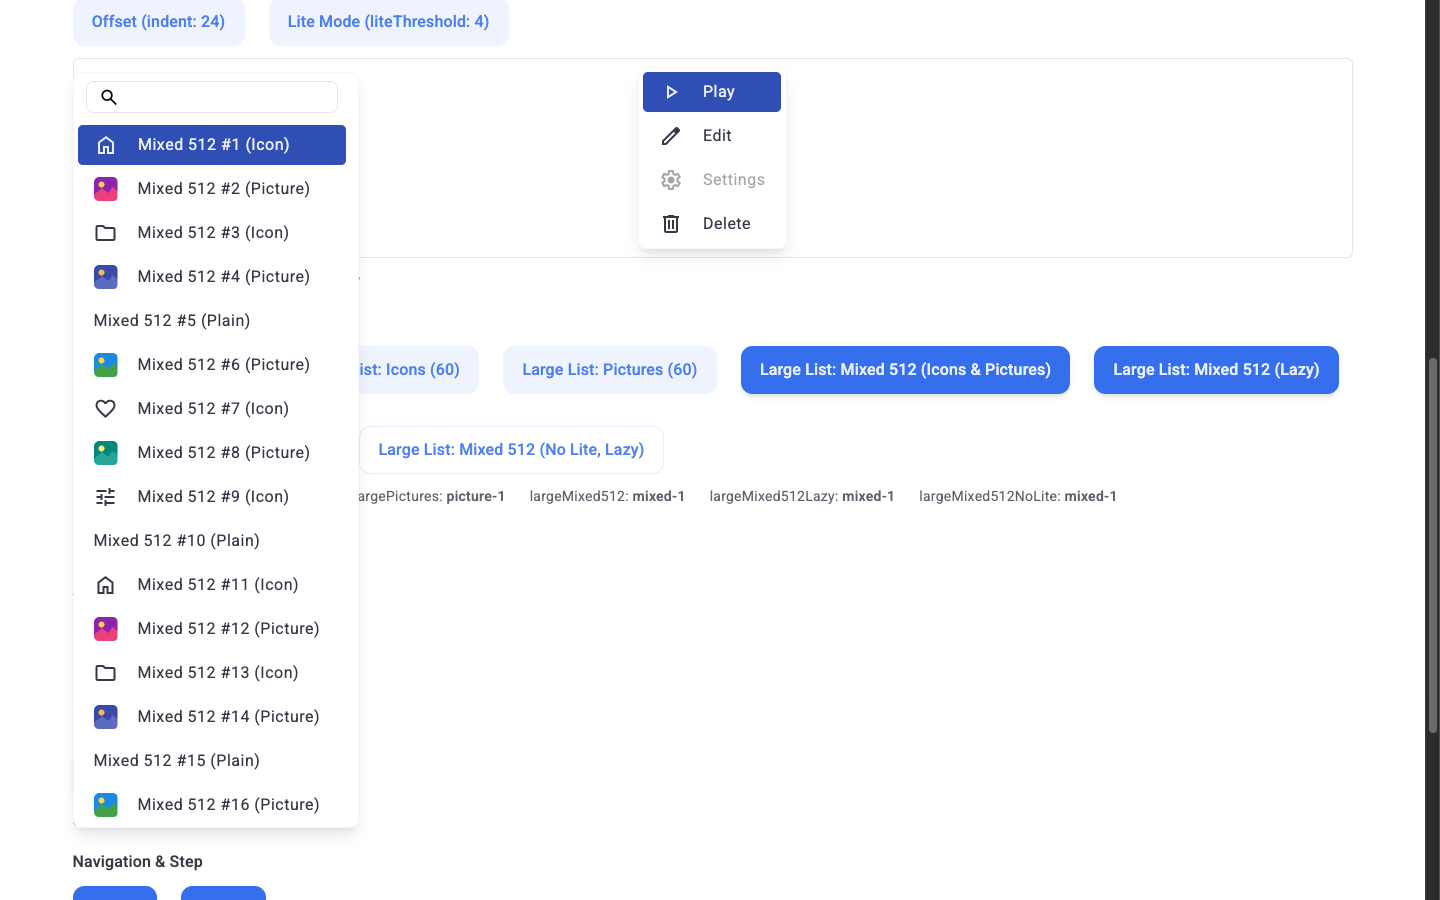 Offset (indent: 24)
Lite Mode (liteThreshold: 4)
Mixed 512 #1 (Icon)
Mixed 512 #2 (Picture)
Mixed 512 #3 (Icon)
Mixed 512 #4 (Picture)
Mixed 512 #5 (Plain)
Mixed 512 #6 (Picture)
Mixed 512 #7 (Icon)
Mixed 512 #8 (Picture)
Mixed 512 #9 (Icon)
Mixed 512 #10 (Plain)
Mixed 512 #11 (Icon)
Mixed 512 #12 (Picture)
Mixed 512 #13 (Icon)
Mixed 512 #14 (Picture)
Mixed 512 #15 (Plain)
Mixed 512 #16 (Picture)
Play
Edit
Settings
Delete
Icons (60)
Large List: Pictures (60)
Large List: Mixed 512 (Icons & Pictures)
Large List: Mixed 512 (Lazy)
Large List: Mixed 512 (No Lite, Lazy)
picture-1
largeMixed512: mixed-1
largeMixed512Lazy: mixed-1
largeMixed512NoLite: mixed-1
Navigation & Step